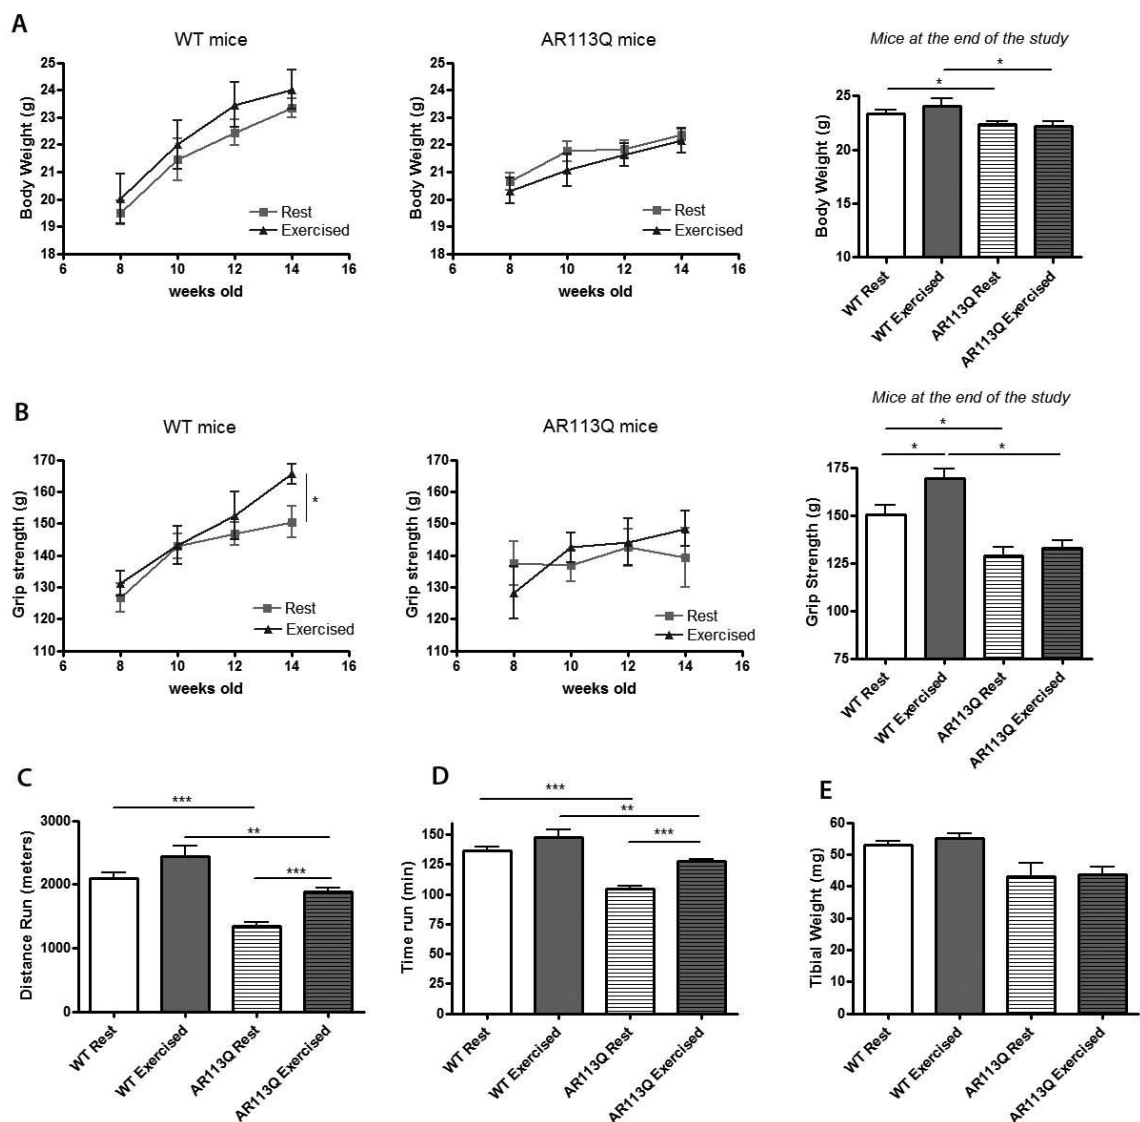 A
WT mice
Body Weight (g)
25
24
23
22
21
20
19
18
6
8
10
12
14
16
weeks old
Rest
Exercised
AR113Q mice
Body Weight (g)
25
24
23
22
21
20
19
18
6
8
10
12
14
16
weeks old
Rest
Exercised
Mice at the end of the study
*
*
Body Weight (g)
25
20
15
10
WT Rest
WT Exercised
AR113Q Rest
AR113Q Exercised
B
WT mice
Grip strength (g)
170
160
150
140
130
120
110
6
8
10
12
14
16
weeks old
*
Rest
Exercised
AR113Q mice
Grip strength (g)
170
160
150
140
130
120
110
6
8
10
12
14
16
weeks old
Rest
Exercised
Mice at the end of the study
*
*
*
Grip Strength (g)
175
150
125
100
75
WT Rest
WT Exercised
AR113Q Rest
AR113Q Exercised
C
***
**
***
Distance Run (meters)
3000
2000
1000
0
WT Rest
WT Exercised
AR113Q Rest
AR113Q Exercised
D
***
**
***
Time run (min)
150
125
100
75
50
25
0
WT Rest
WT Exercised
AR113Q Rest
AR113Q Exercised
E
Tibial Weight (mg)
60
50
40
30
20
10
0
WT Rest
WT Exercised
AR113Q Rest
AR113Q Exercised